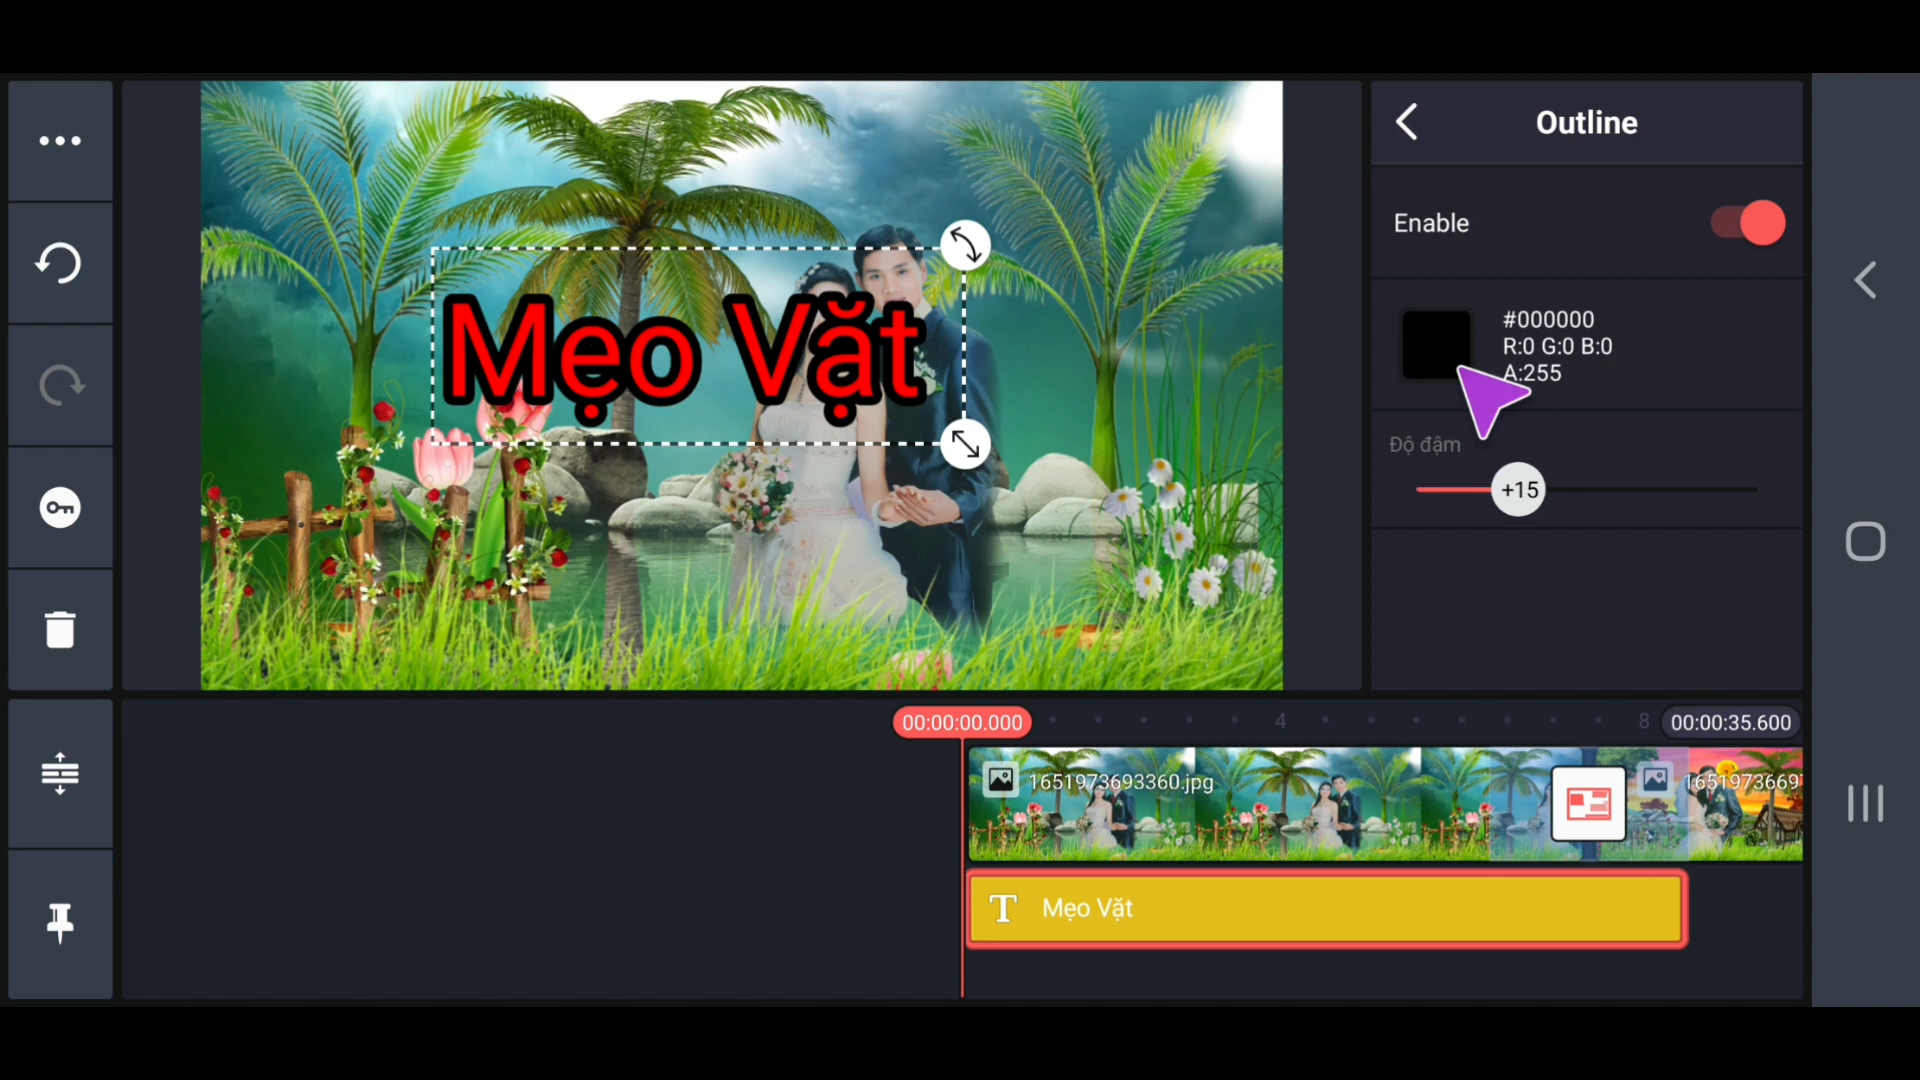 Outline
Enable
#000000
R:0 G:0 B:0
A:255
Độ đậm
+15
Mẹo Vặt
00:00:00.000
4
8
00:00:35.600
1651973693360.jpg
16519736697
T Mẹo Vặt